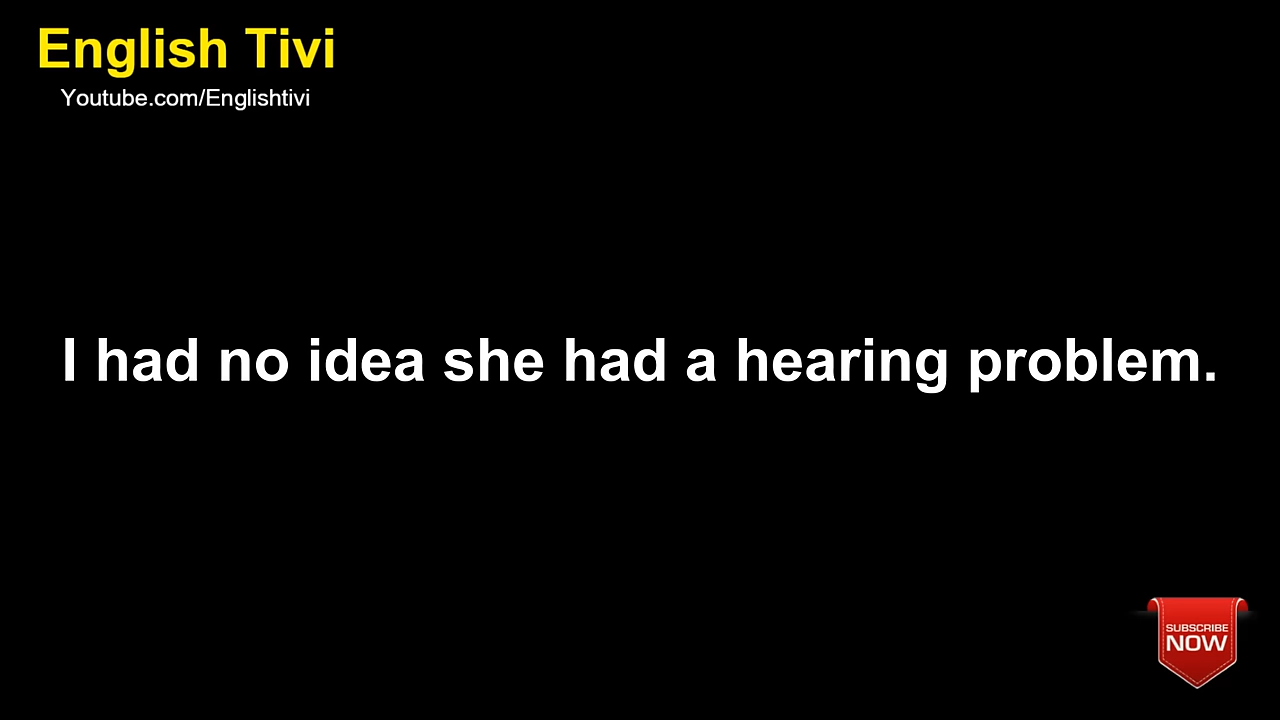 English Tivi
Youtube.com/Englishtivi
I had no idea she had a hearing problem.
SUBSCRIBE
NOW